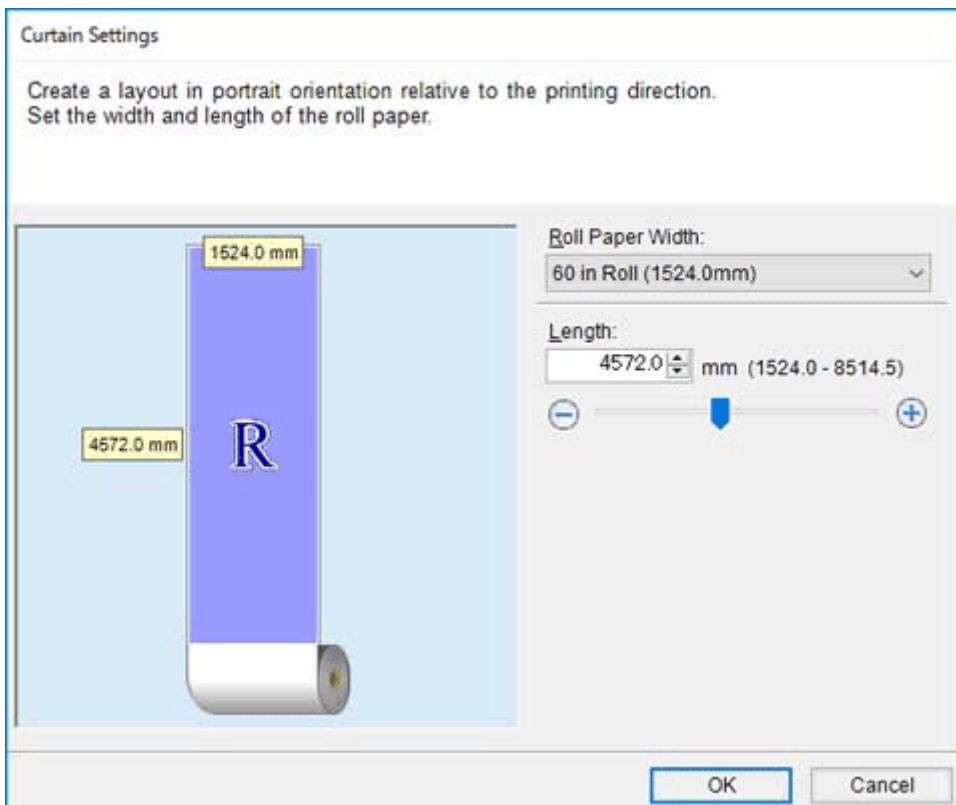 Curtain Settings
Create a layout in portrait orientation relative to the printing direction.
Set the width and length of the roll paper.
1524.0 mm
4572.0 mm
R
Roll Paper Width:
60 in Roll (1524.0mm)
Length:
4572.0 mm (1524.0 - 8514.5)
OK Cancel